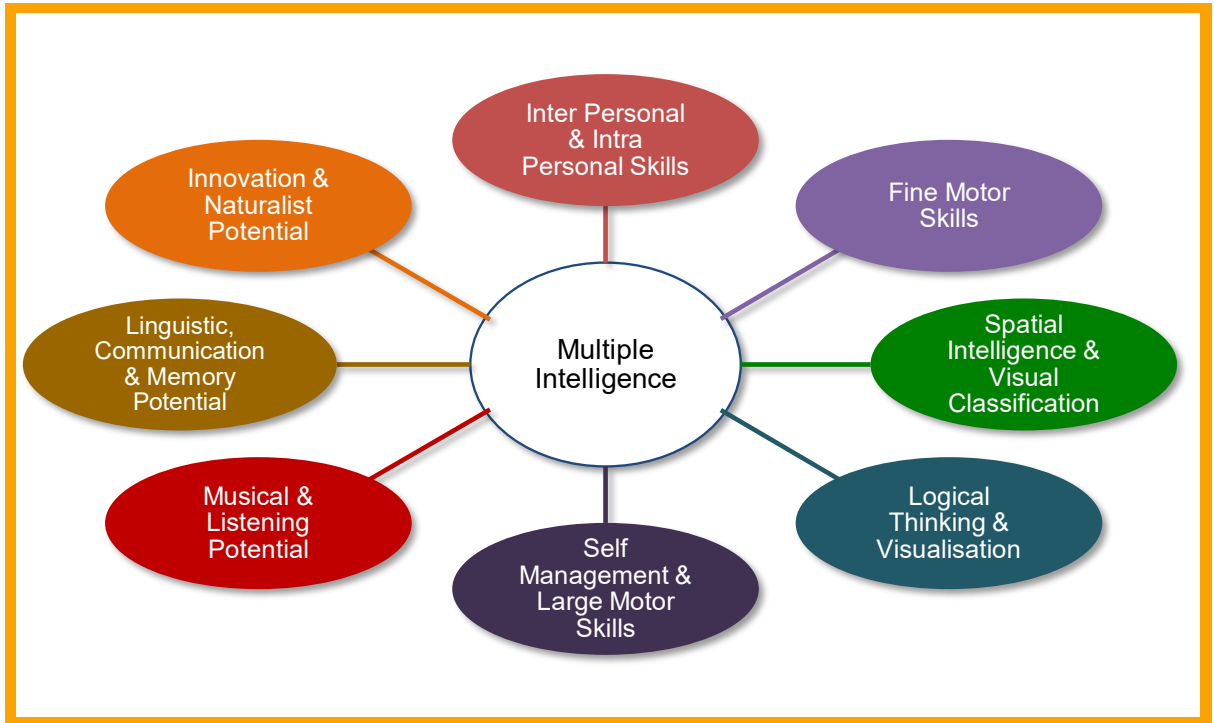 Inter Personal
& Intra
Personal Skills
Innovation &
Naturalist
Potential
Fine Motor
Skills
Linguistic,
Communication
& Memory
Potential
Multiple
Intelligence
Spatial
Intelligence &
Visual
Classification
Musical &
Listening
Potential
Logical
Thinking &
Visualisation
Self
Management &
Large Motor
Skills